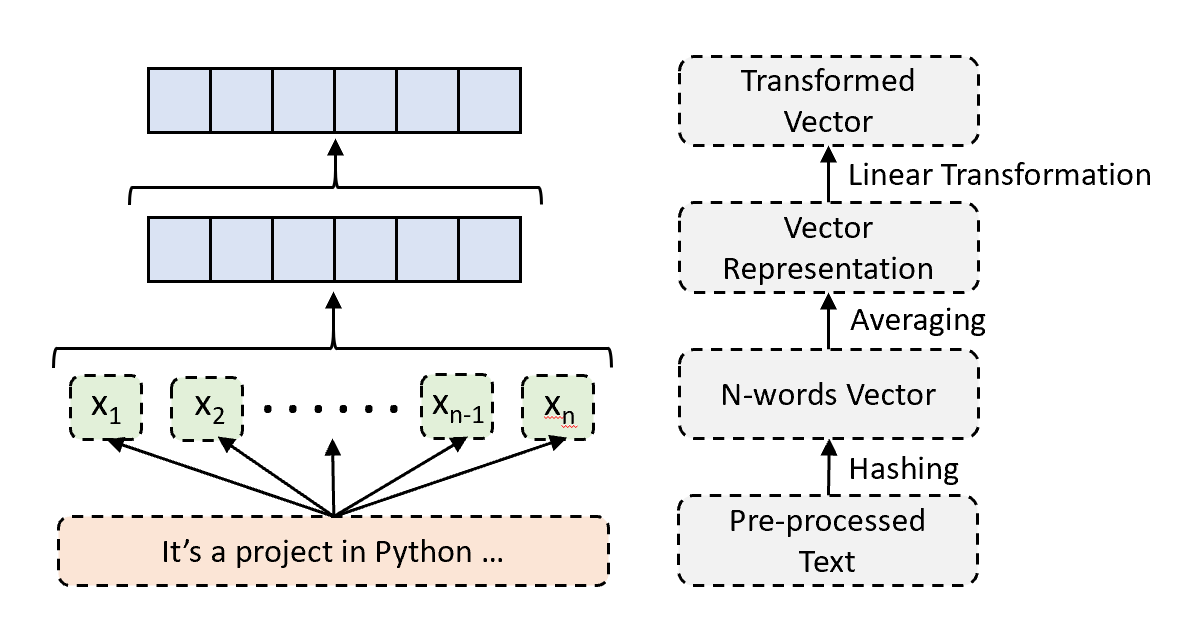 Transformed
Vector
Linear Transformation
Vector
Representation
Averaging
x1 x2 . . . . . . xn-1 xn
N-words Vector
Hashing
It’s a project in Python ...
Pre-processed
Text